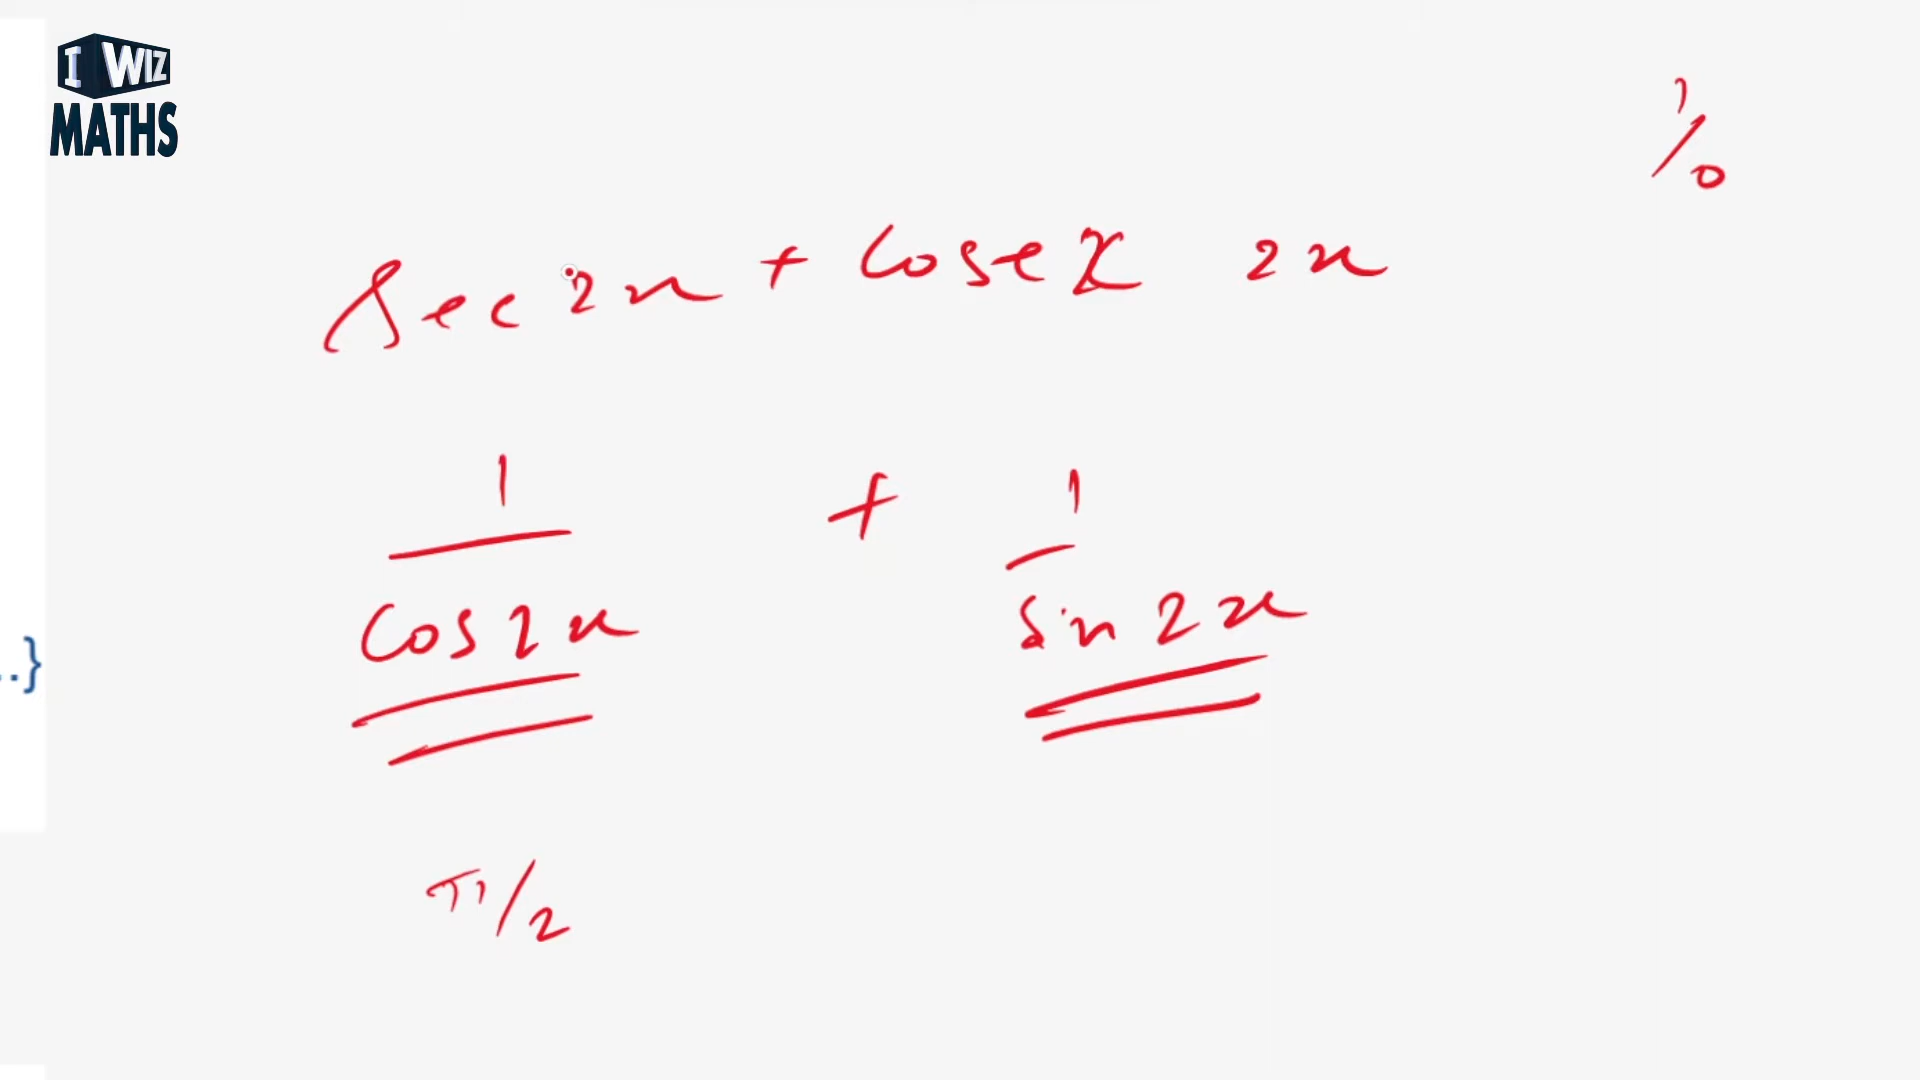 I WIZ
MATHS
1/0
Sec 2x + Cosec 2x
1 + 1
Cos 2x Sin 2x
..}
π/2